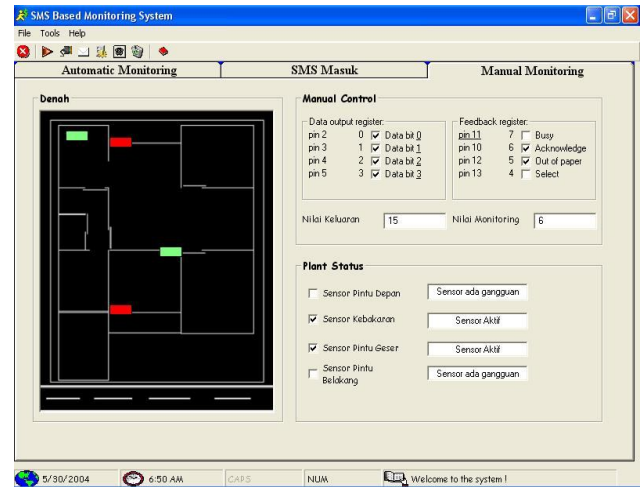 SMS Based Monitoring System
File Tools Help
Automatic Monitoring SMS Masuk Manual Monitoring
Denah
Manual Control
Data output register:
pin 2 0 Data bit 0
pin 3 1 Data bit 1
pin 4 2 Data bit 2
pin 5 3 Data bit 3
Feedback register:
pin 11 7 Busy
pin 10 6 Acknowledge
pin 12 5 Out of paper
pin 13 4 Select
Nilai Keluaran 15 Nilai Monitoring 6
Plant Status
Sensor Pintu Depan Sensor ada gangguan
Sensor Kebakaran Sensor Aktif
Sensor Pintu Geser Sensor Aktif
Sensor Pintu
Belakang Sensor ada gangguan
5/30/2004 6:50 AM CAPS NUM Welcome to the system !